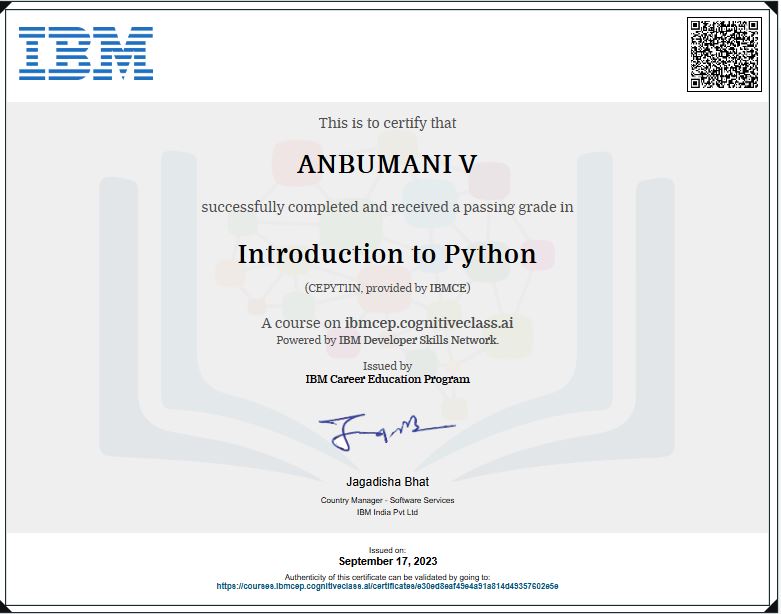 IBM
This is to certify that
ANBUMANI V
successfully completed and received a passing grade in
Introduction to Python
(CEPYT1IN, provided by IBMCE)
A course on ibmcep.cognitiveclass.ai
Powered by IBM Developer Skills Network.
Issued by
IBM Career Education Program
Jagadisha Bhat
Country Manager - Software Services
IBM India Pvt Ltd
Issued on:
September 17, 2023
Authenticity of this certificate can be validated by going to:
https://courses.ibmcep.cognitiveclass.ai/certificates/e30ed8eaf49e4a91a814d49357602e5e